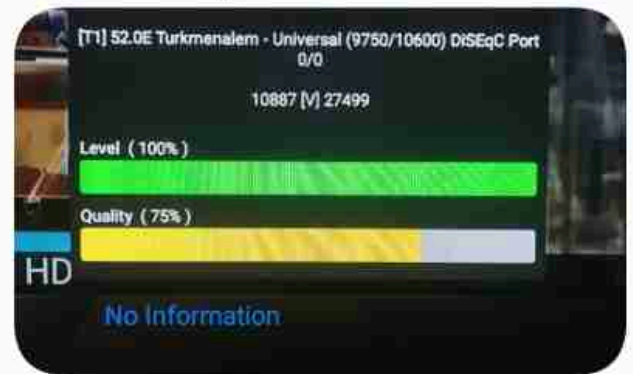 [T1] 52.0E Turkmenalem - Universal (9750/10600) DiSEqC Port
0/0
10887 [V] 27499
Level ( 100% )
Quality ( 75% )
HD
No Information